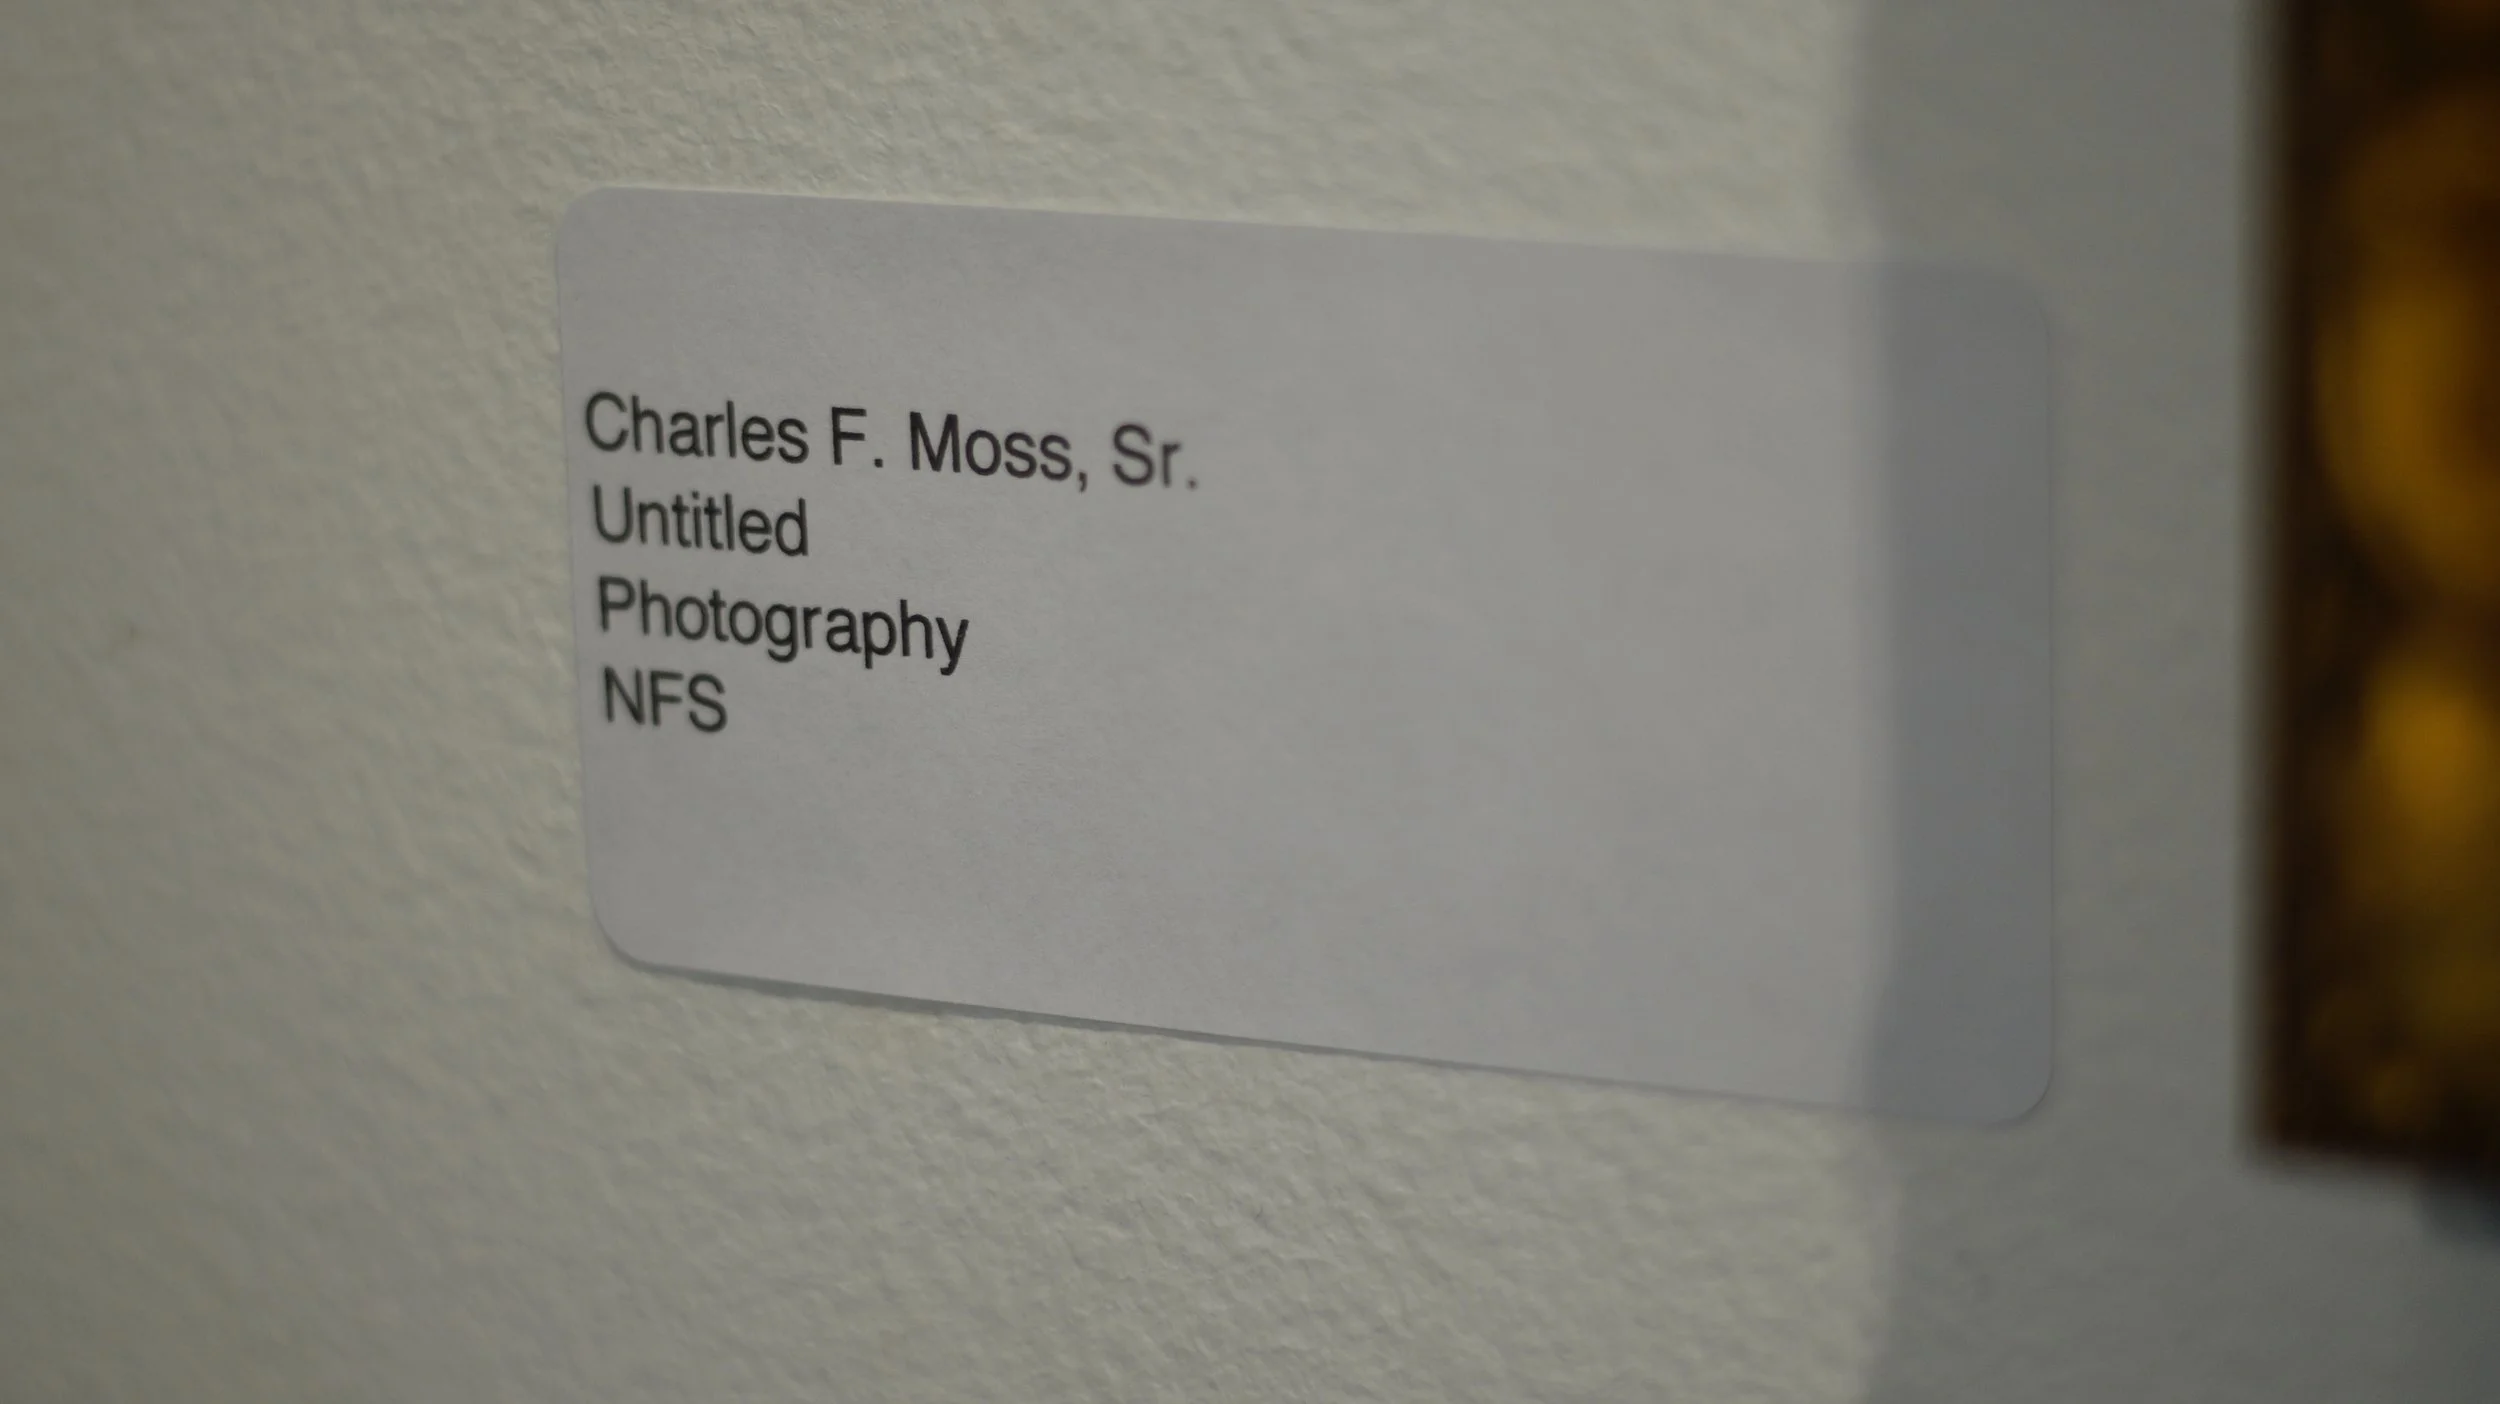 Charles F. Moss, Sr.
Untitled
Photography
NFS